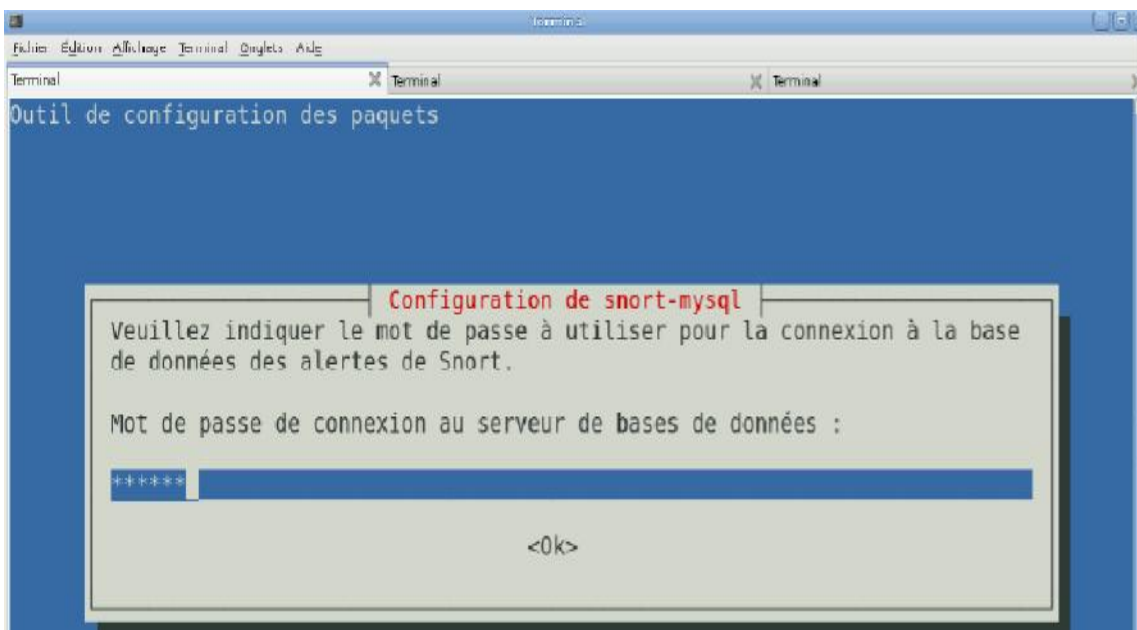 Terminal
Fichier Édition Affichage Terminal Onglets Aide
Terminal Terminal Terminal
Outil de configuration des paquets
Configuration de snort-mysql
Veuillez indiquer le mot de passe à utiliser pour la connexion à la base
de données des alertes de Snort.
Mot de passe de connexion au serveur de bases de données :
******
<Ok>